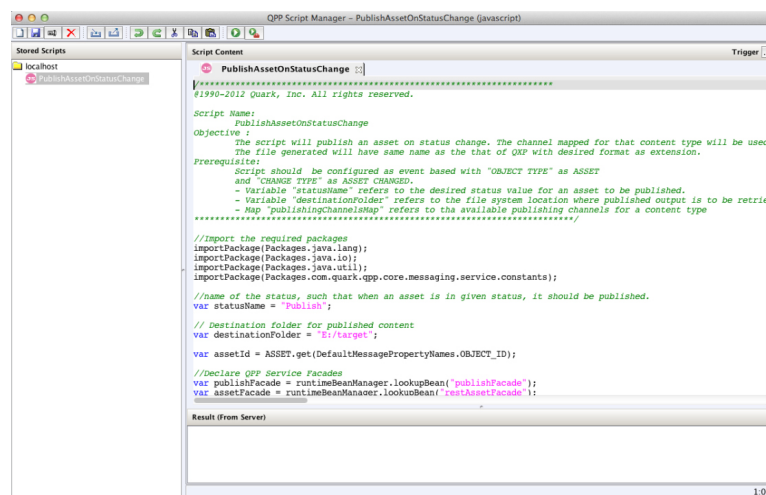 QPP Script Manager – PublishAssetOnStatusChange (javascript)
Stored Scripts
localhost
JS PublishAssetOnStatusChange
Script Content
Trigger
JS PublishAssetOnStatusChange
/*********************************************************************
@1990-2012 Quark, Inc. All rights reserved.
Script Name:
PublishAssetOnStatusChange
Objective :
The script will publish an asset on status change. The channel mapped for that content type will be used
The file generated will have same name as the that of QXP with desired format as extension.
Prerequisite:
Script should  be configured as event based with "OBJECT TYPE" as ASSET
and "CHANGE TYPE" as ASSET CHANGED.
- Variable "statusName" refers to the desired status value for an asset to be published.
- Variable "destinationFolder" refers to the file system location where published output is to be retrie
- Map "publishingChannelsMap" refers to tha available publishing channels for a content type
**************************************************************************/
//Import the required packages
importPackage(Packages.java.lang);
importPackage(Packages.java.io);
importPackage(Packages.java.util);
importPackage(Packages.com.quark.qpp.core.messaging.service.constants);
//name of the status, such that when an asset is in given status, it should be published.
var statusName = "Publish";
// Destination folder for published content
var destinationFolder = "E:/target";
var assetId = ASSET.get(DefaultMessagePropertyNames.OBJECT_ID);
//Declare QPP Service Facades
var publishFacade = runtimeBeanManager.lookupBean("publishFacade");
var assetFacade = runtimeBeanManager.lookupBean("restAssetFacade");
Result (From Server)
1:0